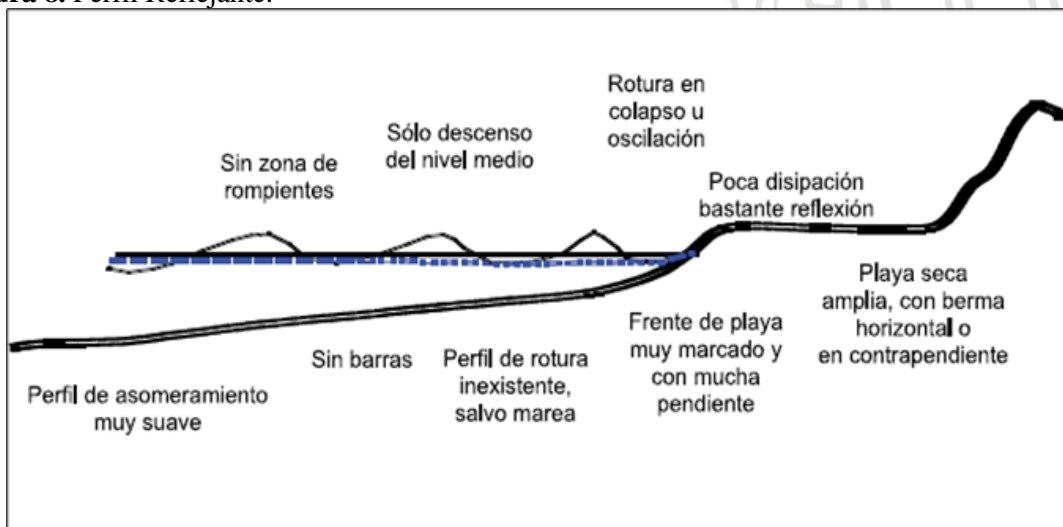 Perfil Reflejante.
Rotura en
colapso u
oscilación
Sólo descenso
del nivel medio
Sin zona de
rompientes
Poca disipación
bastante reflexión
Playa seca
amplia, con berma
horizontal o
en contrapendiente
Frente de playa
muy marcado y
con mucha
pendiente
Sin barras
Perfil de rotura
inexistente,
salvo marea
Perfil de asomeramiento
muy suave